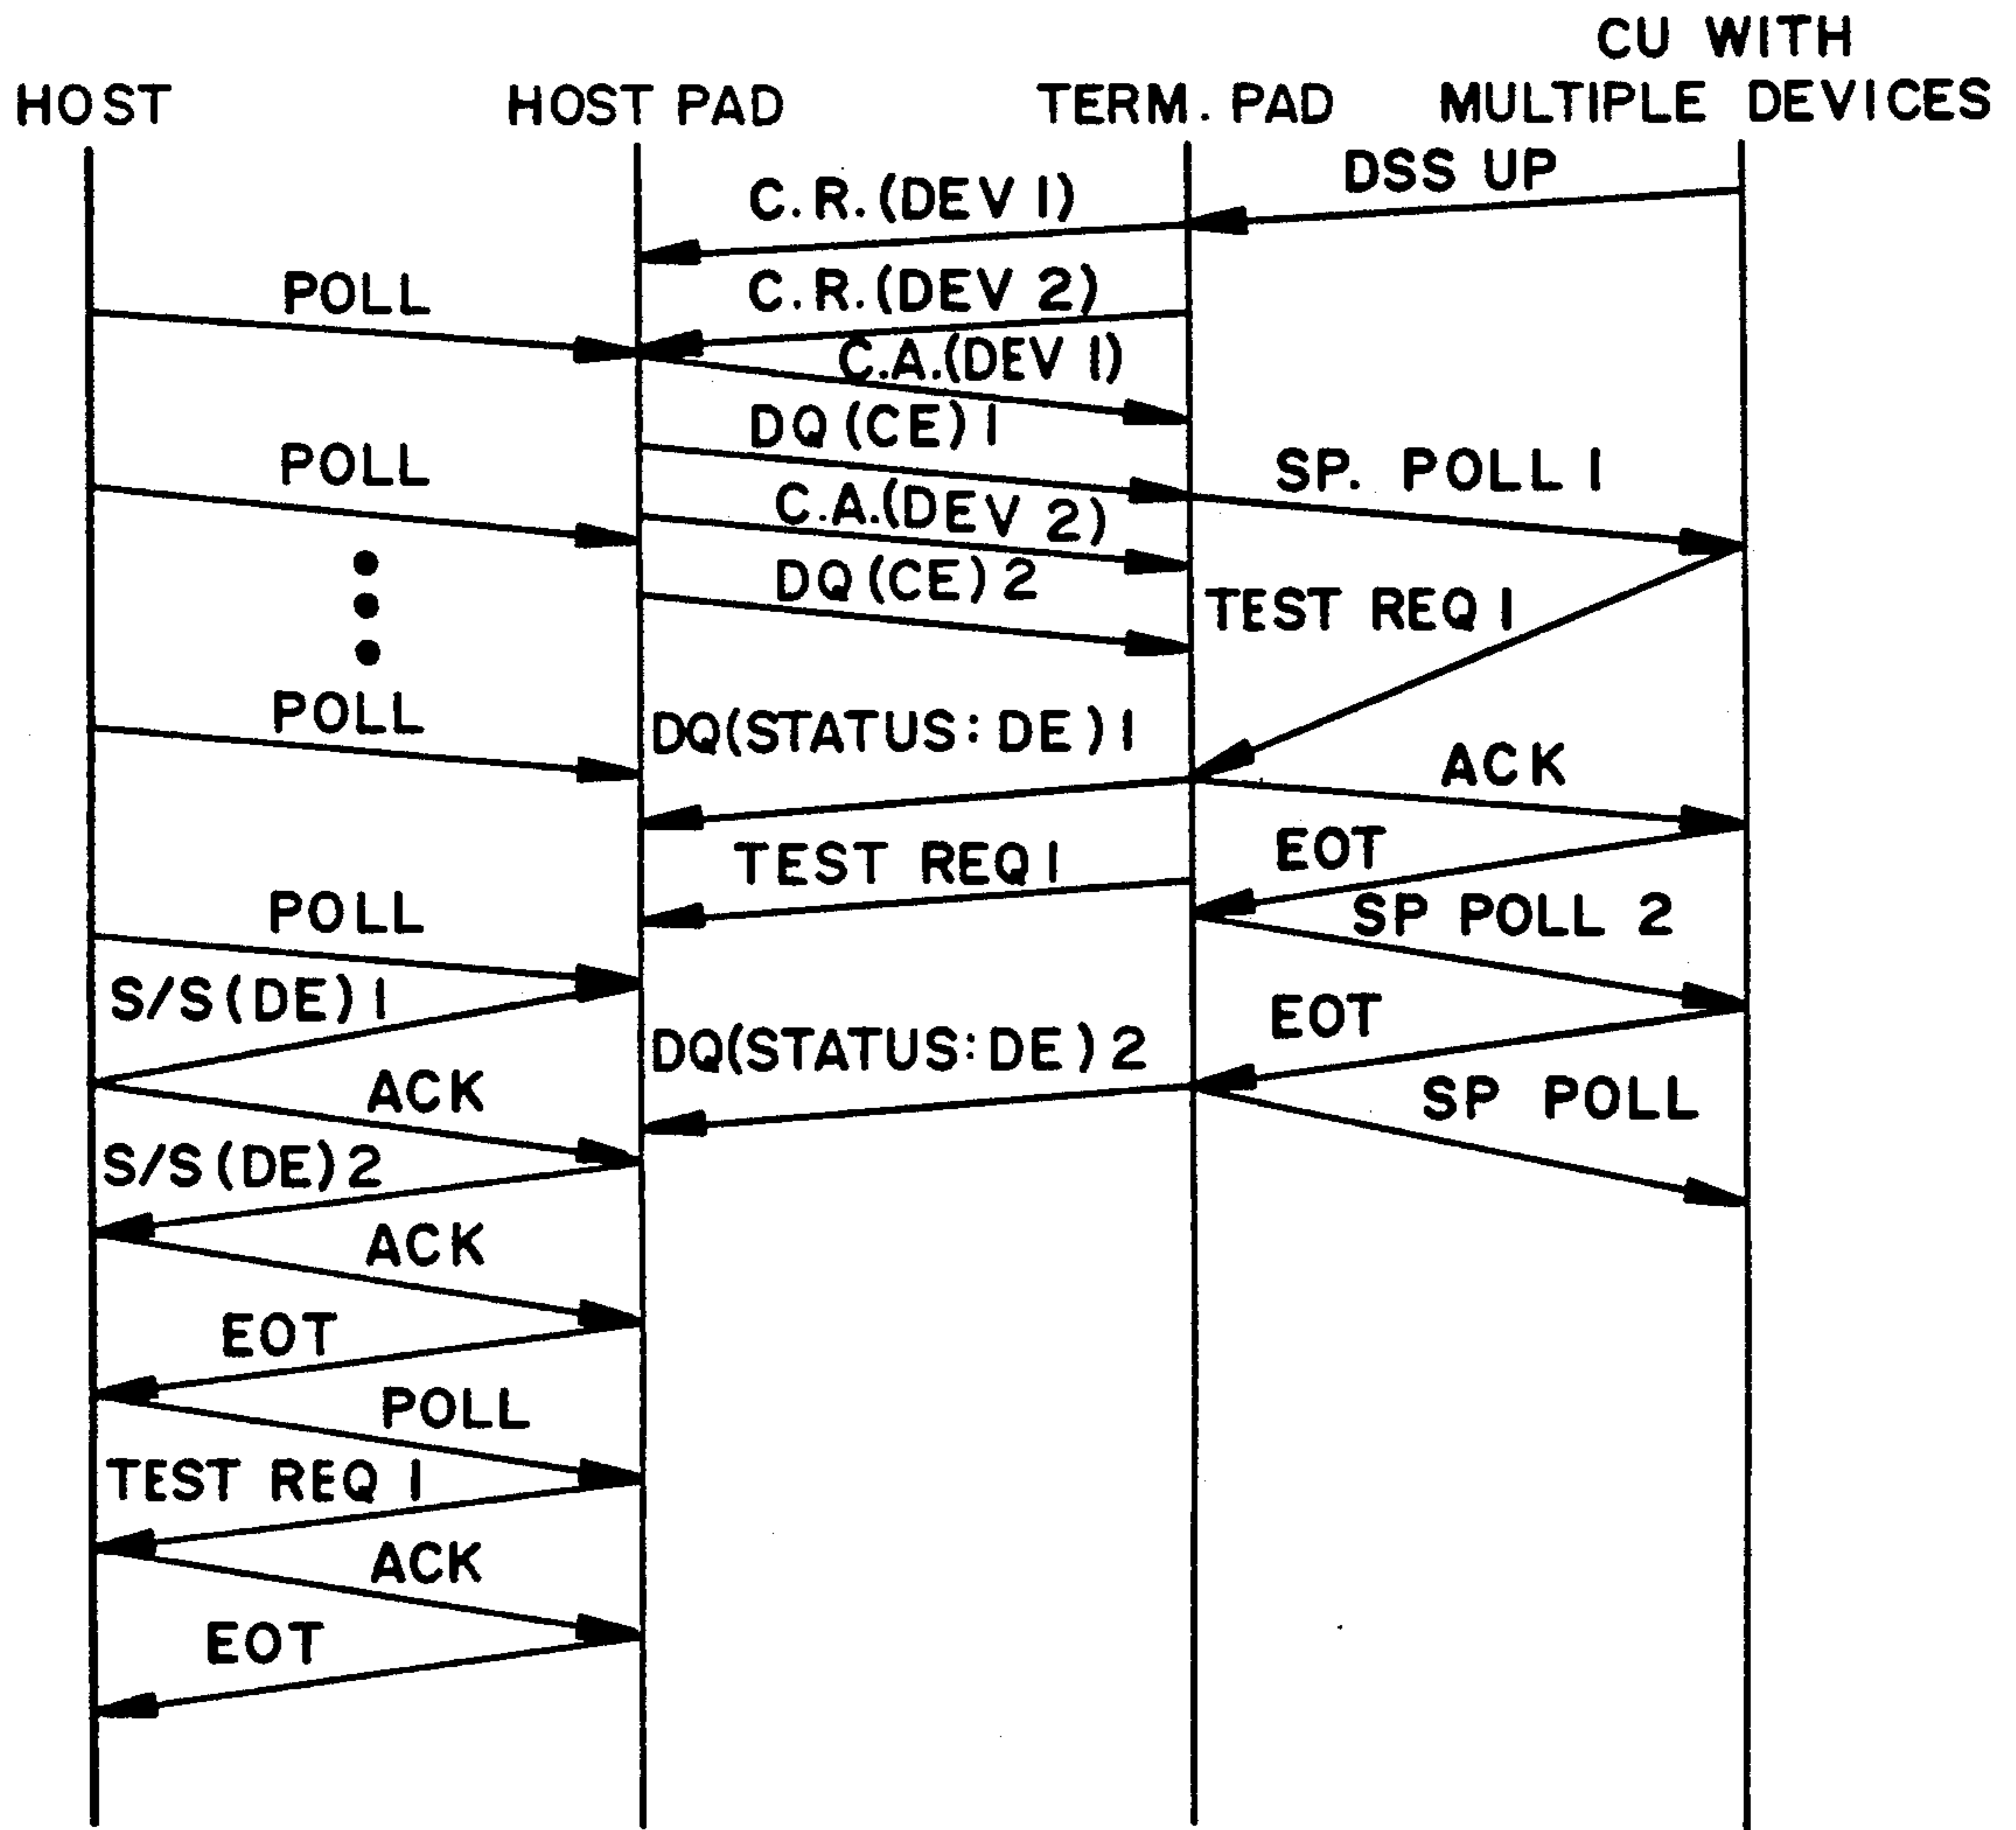 CU WITH
HOST HOST PAD TERM. PAD MULTIPLE DEVICES
DSS UP
C.R.(DEV 1)
POLL C.R.(DEV 2)
C.A.(DEV 1)
DQ(CE)1
POLL SP. POLL 1
C.A.(DEV 2)
DQ(CE)2 TEST REQ 1
POLL DQ(STATUS:DE)1
ACK
TEST REQ 1 EOT
POLL SP POLL 2
S/S(DE)1 EOT
DQ(STATUS:DE)2
ACK SP POLL
S/S(DE)2
ACK
EOT
POLL
TEST REQ 1
ACK
EOT